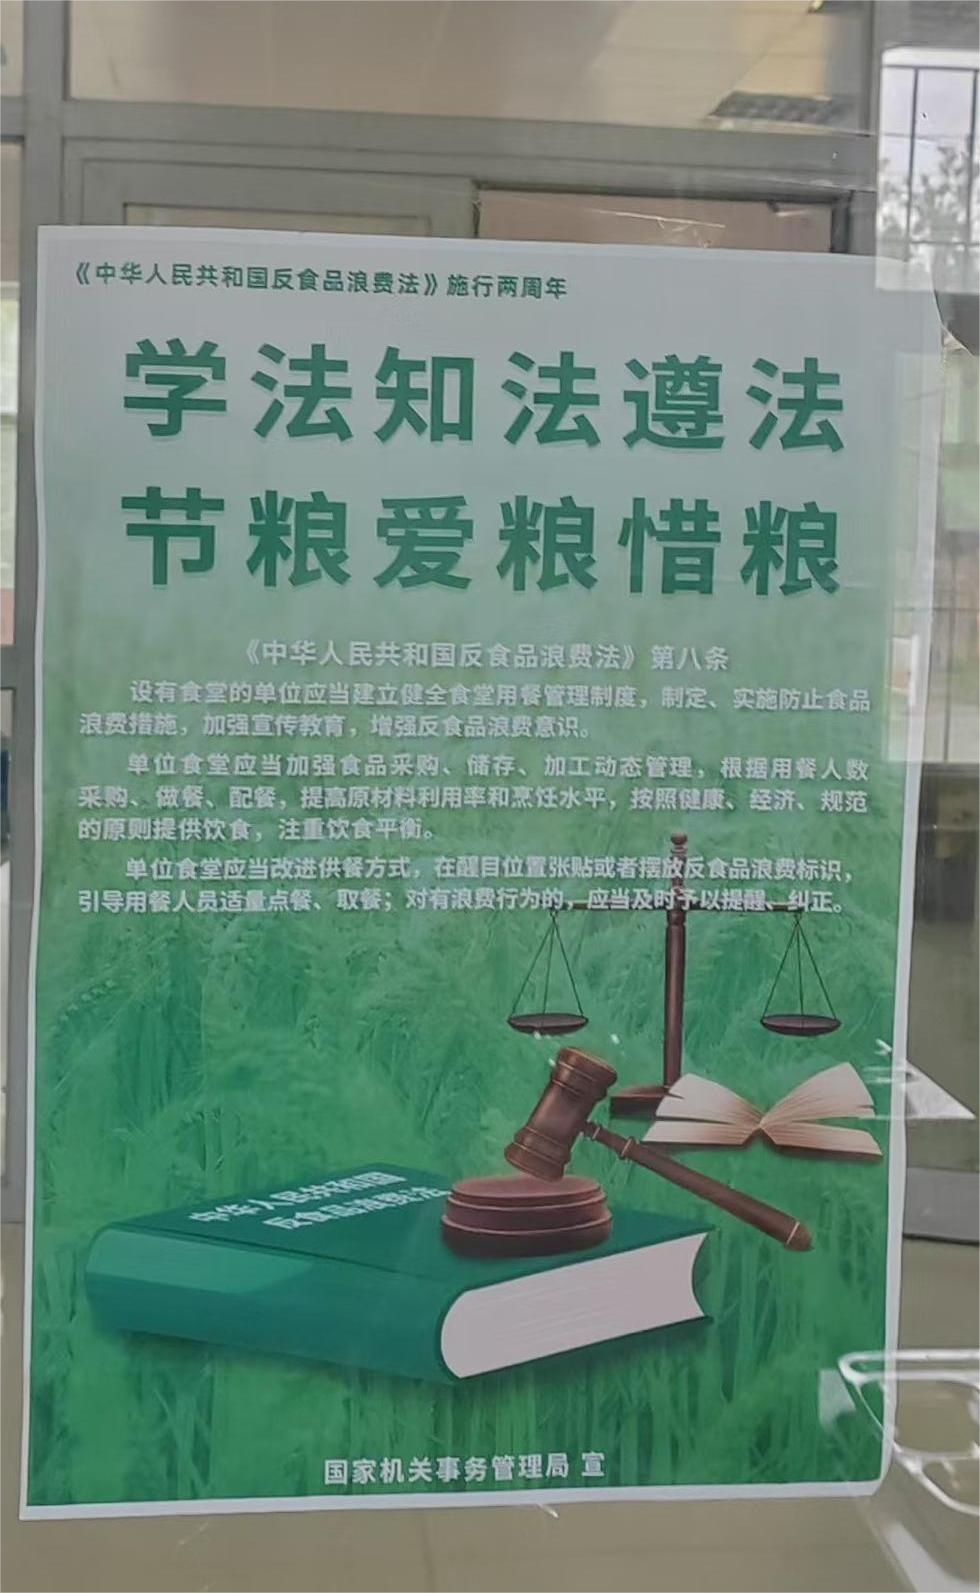 《中华人民共和国反食品浪费法》施行两周年
学法知法遵法
节粮爱粮惜粮
《中华人民共和国反食品浪费法》第八条
设有食堂的单位应当建立健全食堂用餐管理制度，制定、实施防止食品
浪费措施，加强宣传教育，增强反食品浪费意识。
单位食堂应当加强食品采购、储存、加工动态管理，根据用餐人数
采购、做餐、配餐，提高原材料利用率和烹饪水平，按照健康、经济、规范
的原则提供饮食，注重饮食平衡。
单位食堂应当改进供餐方式，在醒目位置张贴或者摆放反食品浪费标识，
引导用餐人员适量点餐、取餐；对有浪费行为的，应当及时予以提醒、纠正。
中华人民共和国
反食品浪费法
国家机关事务管理局 宣